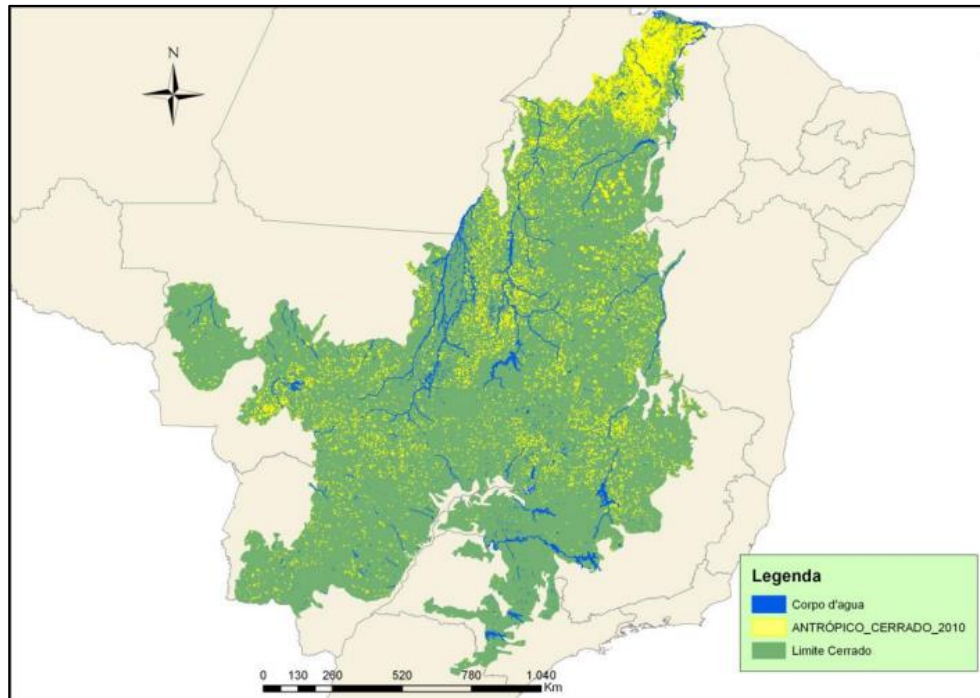 N
Legenda
Corpo d'agua
ANTRÓPICO_CERRADO_2010
Limite Cerrado
0 130 260 520 780 1.040
Km